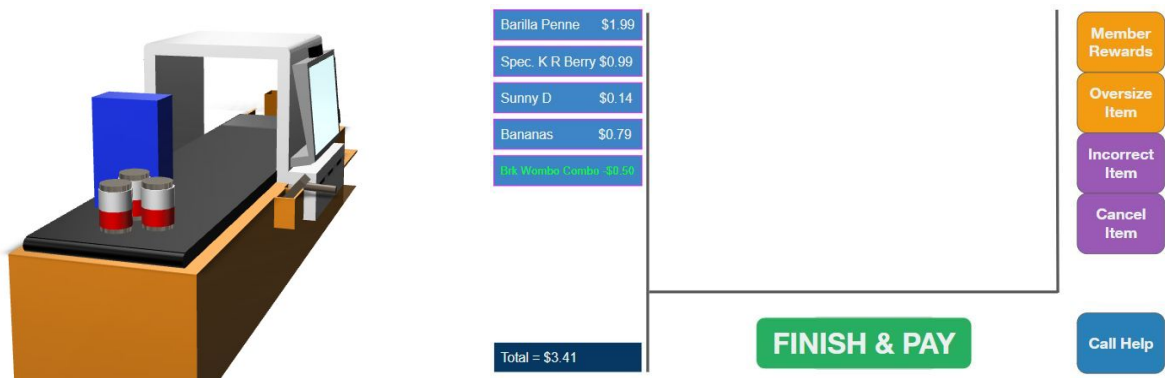 Barilla Penne $1.99
Spec. K R Berry $0.99
Sunny D $0.14
Bananas $0.79
Brk Wombo Combo -$0.50
Total = $3.41
FINISH & PAY
Member
Rewards
Oversize
Item
Incorrect
Item
Cancel
Item
Call Help